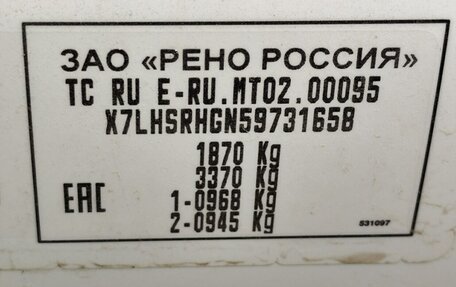 ЗАО «РЕНО РОССИЯ»
TC RU E-RU.MT02.00095
X7LHSRHGN59731658
1870 Kg
3370 Kg
EAC 1-0968 Kg
2-0945 Kg
531097